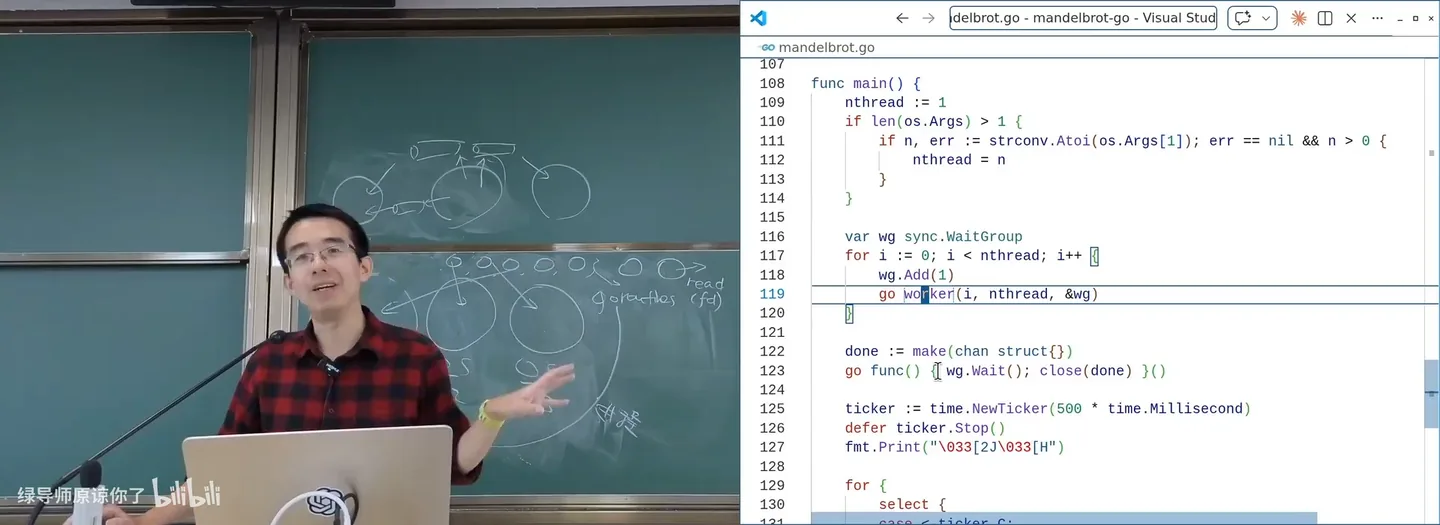 goroutines
read
(fd)
绿导师原谅你了 bilibili
delbrot.go - mandelbrot-go - Visual Stud
mandelbrot.go
107
108 func main() {
109 nthread := 1
110 if len(os.Args) > 1 {
111 if n, err := strconv.Atoi(os.Args[1]); err == nil && n > 0 {
112 nthread = n
113 }
114 }
115
116 var wg sync.WaitGroup
117 for i := 0; i < nthread; i++ {
118 wg.Add(1)
119 go worker(i, nthread, &wg)
120 }
121
122 done := make(chan struct{})
123 go func() { wg.Wait(); close(done) }()
124
125 ticker := time.NewTicker(500 * time.Millisecond)
126 defer ticker.Stop()
127 fmt.Print("\033[2J\033[H")
128
129 for {
130 select {
131 case <-ticker.C: